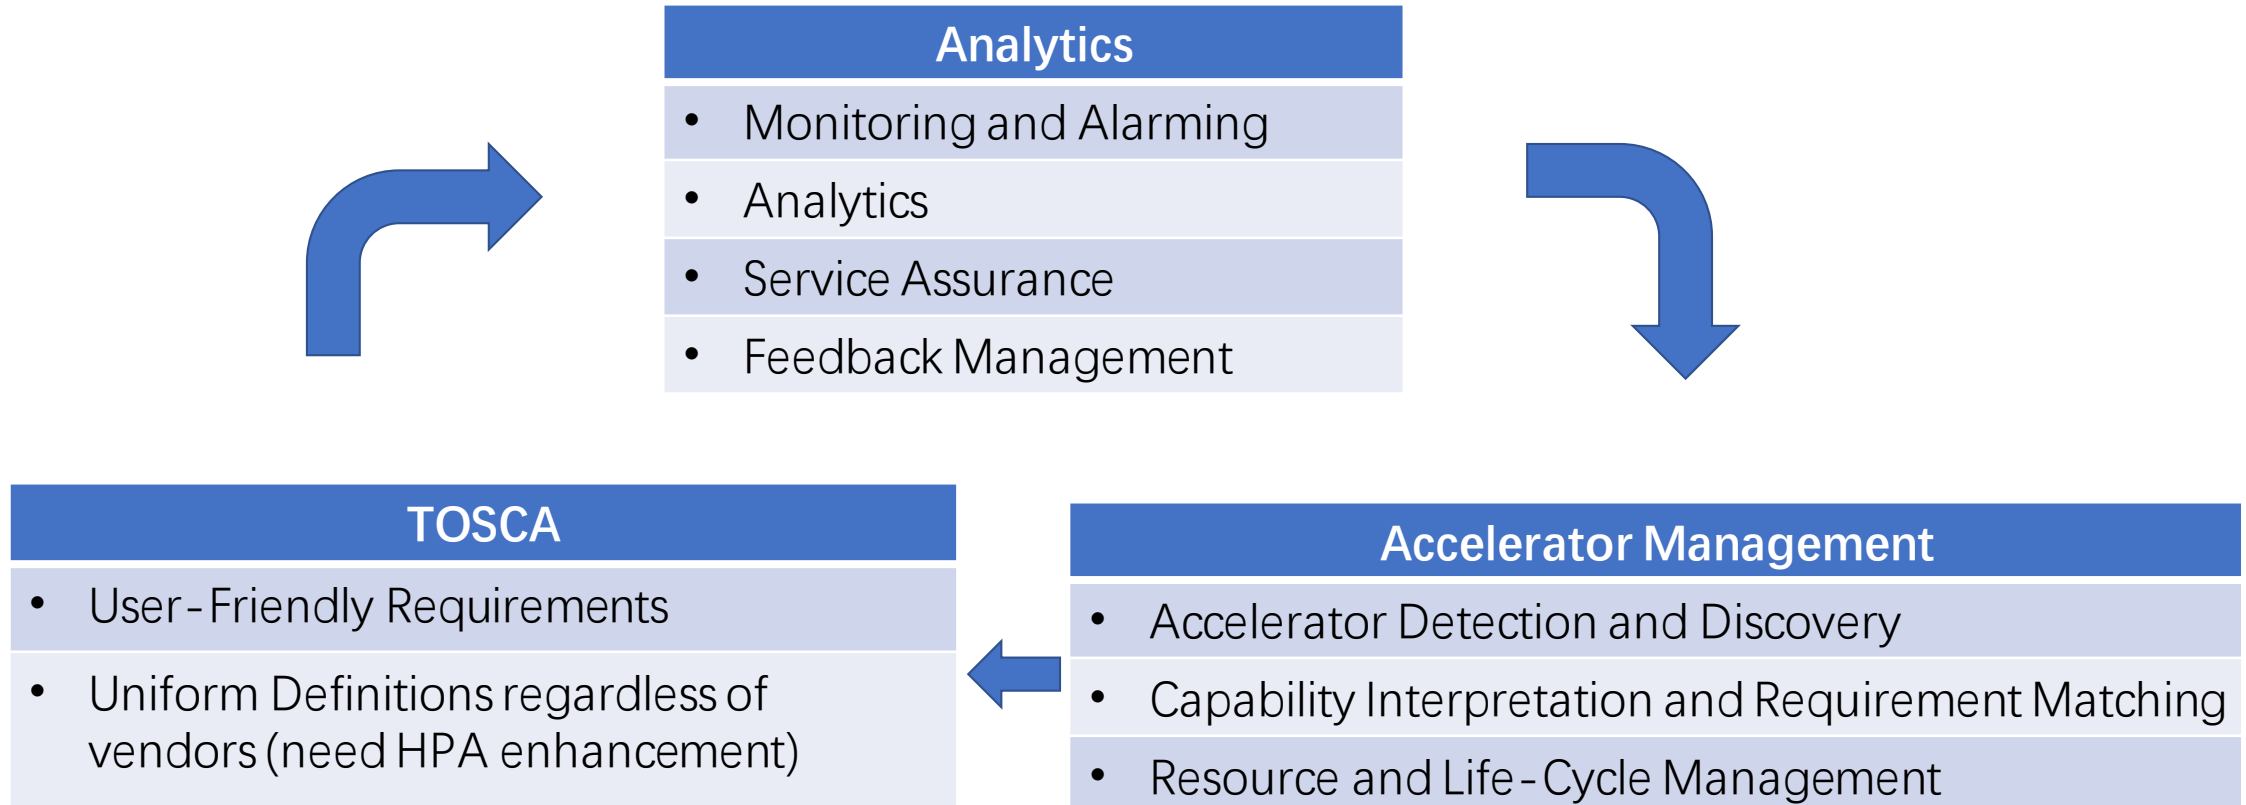 Analytics
• Monitoring and Alarming
• Analytics
• Service Assurance
• Feedback Management
TOSCA
• User-Friendly Requirements
• Uniform Definitions regardless of
vendors (need HPA enhancement)
Accelerator Management
• Accelerator Detection and Discovery
• Capability Interpretation and Requirement Matching
• Resource and Life-Cycle Management